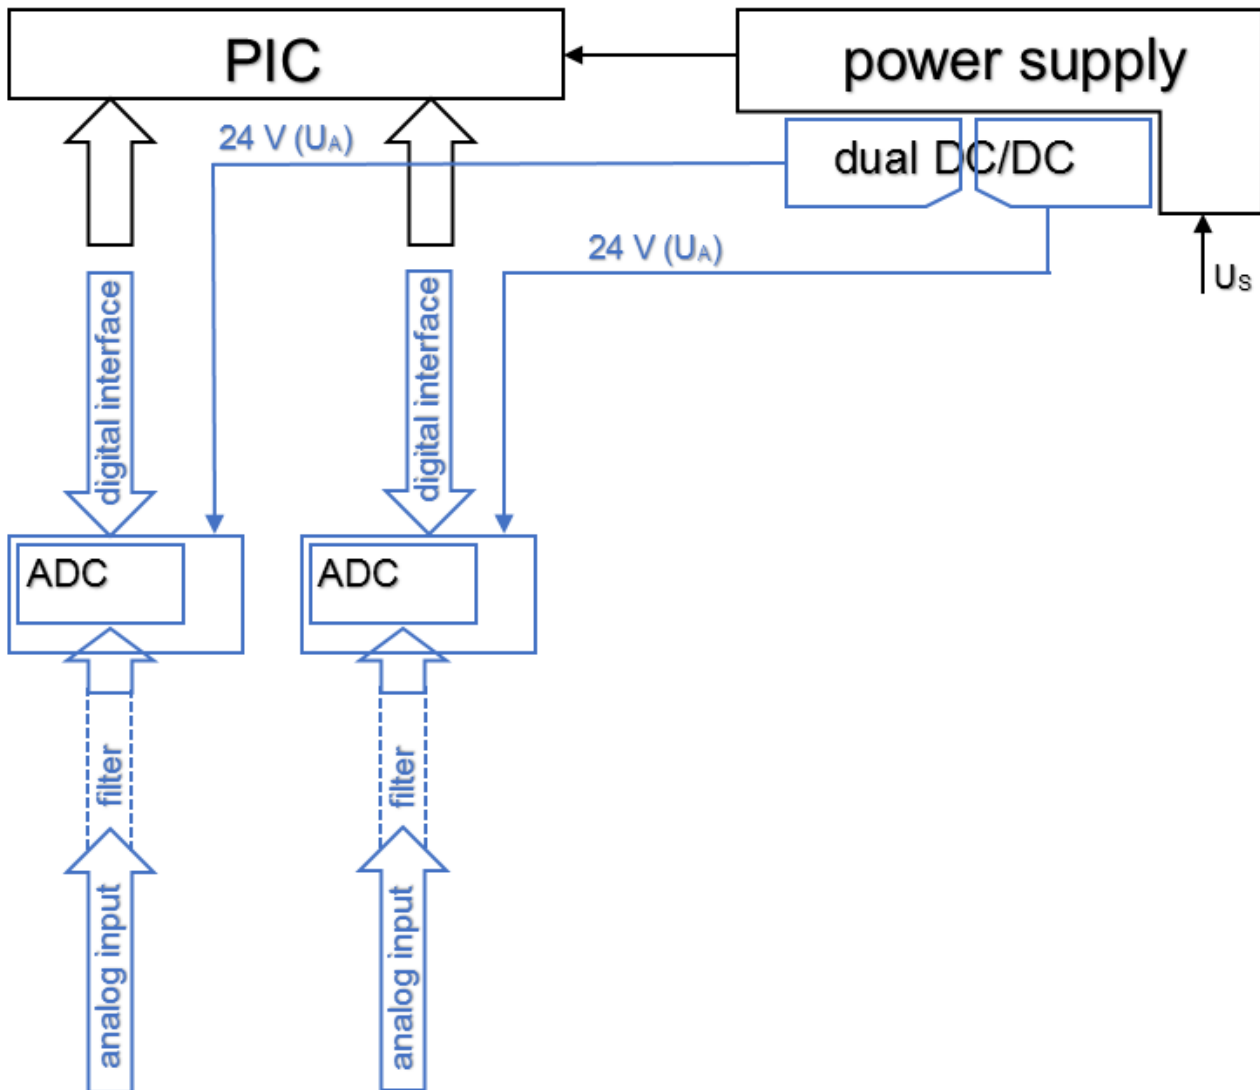 PIC
power supply
24 V (UA)
dual DC/DC
24 V (UA)
US
digital interface
digital interface
ADC
ADC
filter
filter
analog input
analog input